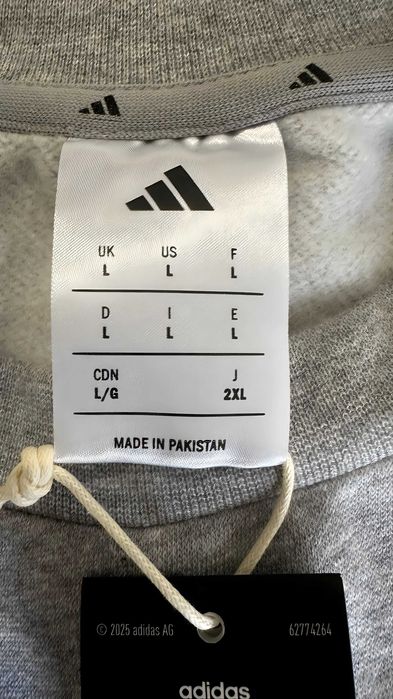 UK US F
L L L
D I E
L L L
CDN J
L/G 2XL
MADE IN PAKISTAN
© 2025 adidas AG 62774264
adidas